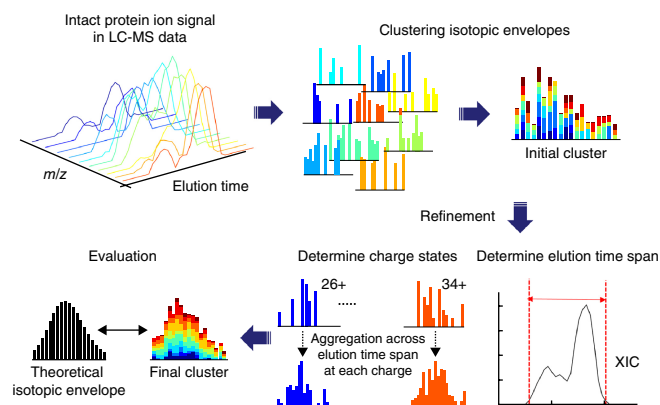 Intact protein ion signal
in LC-MS data
m/z
Elution time
Clustering isotopic envelopes
Initial cluster
Refinement
Evaluation
Theoretical
isotopic envelope
Final cluster
Determine charge states
26+
.....
34+
Aggregation across
elution time span
at each charge
Determine elution time span
XIC